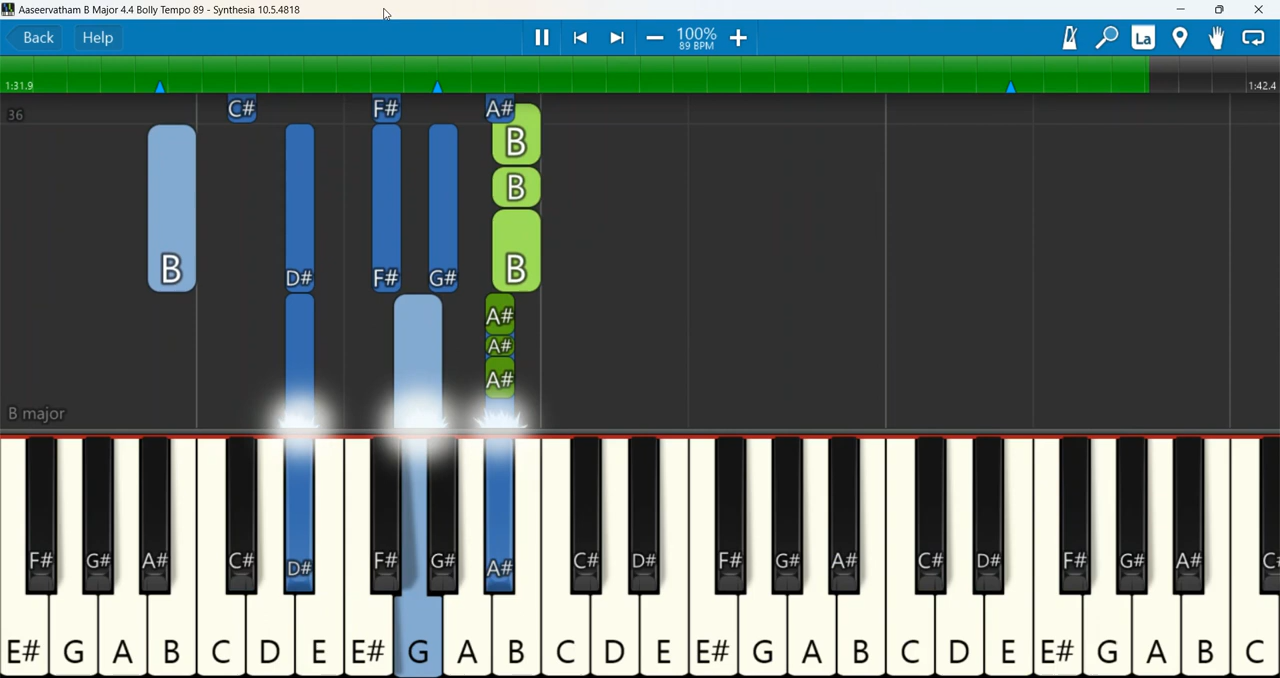 Aaseervatham B Major 4.4 Bolly Tempo 89 - Synthesia 10.5.4818
Back Help 100% La
89 BPM
1:31.9 1:42.4
36 C# F# A#
B
B
B D# F# G# B
A#
A#
A#
B major
F# G# A# C# D# F# G# A# C# D# F# G# A# C# D# F# G# A# C
E# G A B C D E E# G A B C D E E# G A B C D E E# G A B C